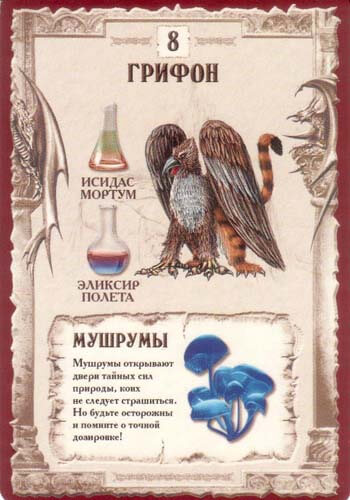 8
ГРИФОН
ИСИДАС
МОРТУМ
ЭЛИКСИР
ПОЛЕТА
МУШРУМЫ
Мушрумы открывают
двери тайных сил
природы, коих
не следует страшиться.
Но будьте осторожны
и помните о точной
дозировке!